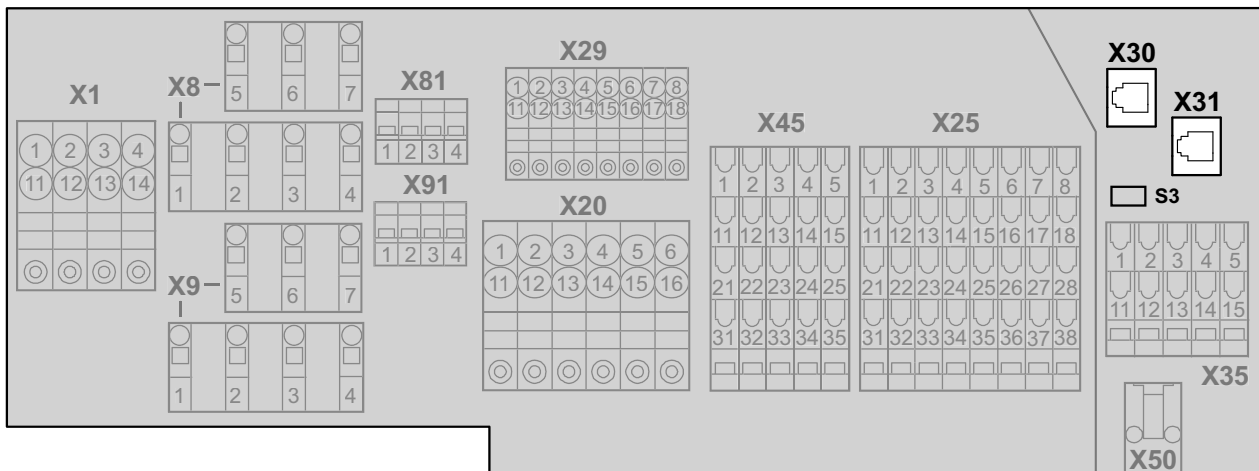 X1
1 2 3 4
11 12 13 14
X8
5 6 7
1 2 3 4
X9
5 6 7
1 2 3 4
X81
1 2 3 4
X91
1 2 3 4
X29
1 2 3 4 5 6 7 8
11 12 13 14 15 16 17 18
X20
1 2 3 4 5 6
11 12 13 14 15 16
X45
1 2 3 4 5
11 12 13 14 15
21 22 23 24 25
31 32 33 34 35
X25
1 2 3 4 5 6 7 8
11 12 13 14 15 16 17 18
21 22 23 24 25 26 27 28
31 32 33 34 35 36 37 38
X30
X31
S3
1 2 3 4 5
11 12 13 14 15
X35
X50